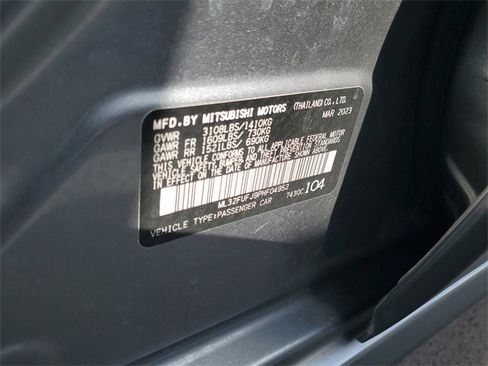 MFD.BY MITSUBISHI MOTORS (THAILAND) CO., LTD.
MAR 2023
GVWR 3108LBS/1410KG
GAWR FR 1609LBS/ 730KG
GAWR RR 1521LBS/ 690KG
THIS VEHICLE CONFORMS TO ALL APPLICABLE FEDERAL MOTOR
VEHICLE SAFETY, BUMPER, AND THEFT PREVENTION STANDARDS
IN EFFECT ON THE DATE OF MANUFACTURE SHOWN ABOVE.
ML32FUFJ9PHF04952
VEHICLE TYPE:PASSENGER CAR 7430C104